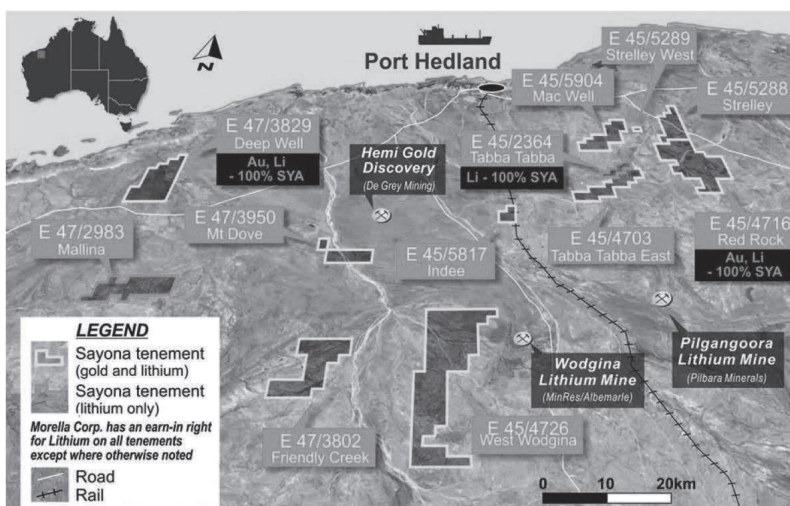 N
Port Hedland
E 45/5289
Strelley West
E 45/5904
Mac Well
E 45/5288
Strelley
E 47/3829
Deep Well
Au, Li
- 100% SYA
Hemi Gold
Discovery
(De Grey Mining)
E 45/2364
Tabba Tabba
Li - 100% SYA
E 47/2983
Mallina
E 47/3950
Mt Dove
E 45/5817
Indee
E 45/4703
Tabba Tabba East
E 45/4716
Red Rock
Au, Li
- 100% SYA
LEGEND
Sayona tenement
(gold and lithium)
Sayona tenement
(lithium only)
Morella Corp. has an earn-in right
for Lithium on all tenements
except where otherwise noted
Road
Rail
E 47/3802
Friendly Creek
E 45/4726
West Wodgina
Wodgina
Lithium Mine
(MinRes/Albemarle)
Pilgangoora
Lithium Mine
(Pilbara Minerals)
0 10 20km